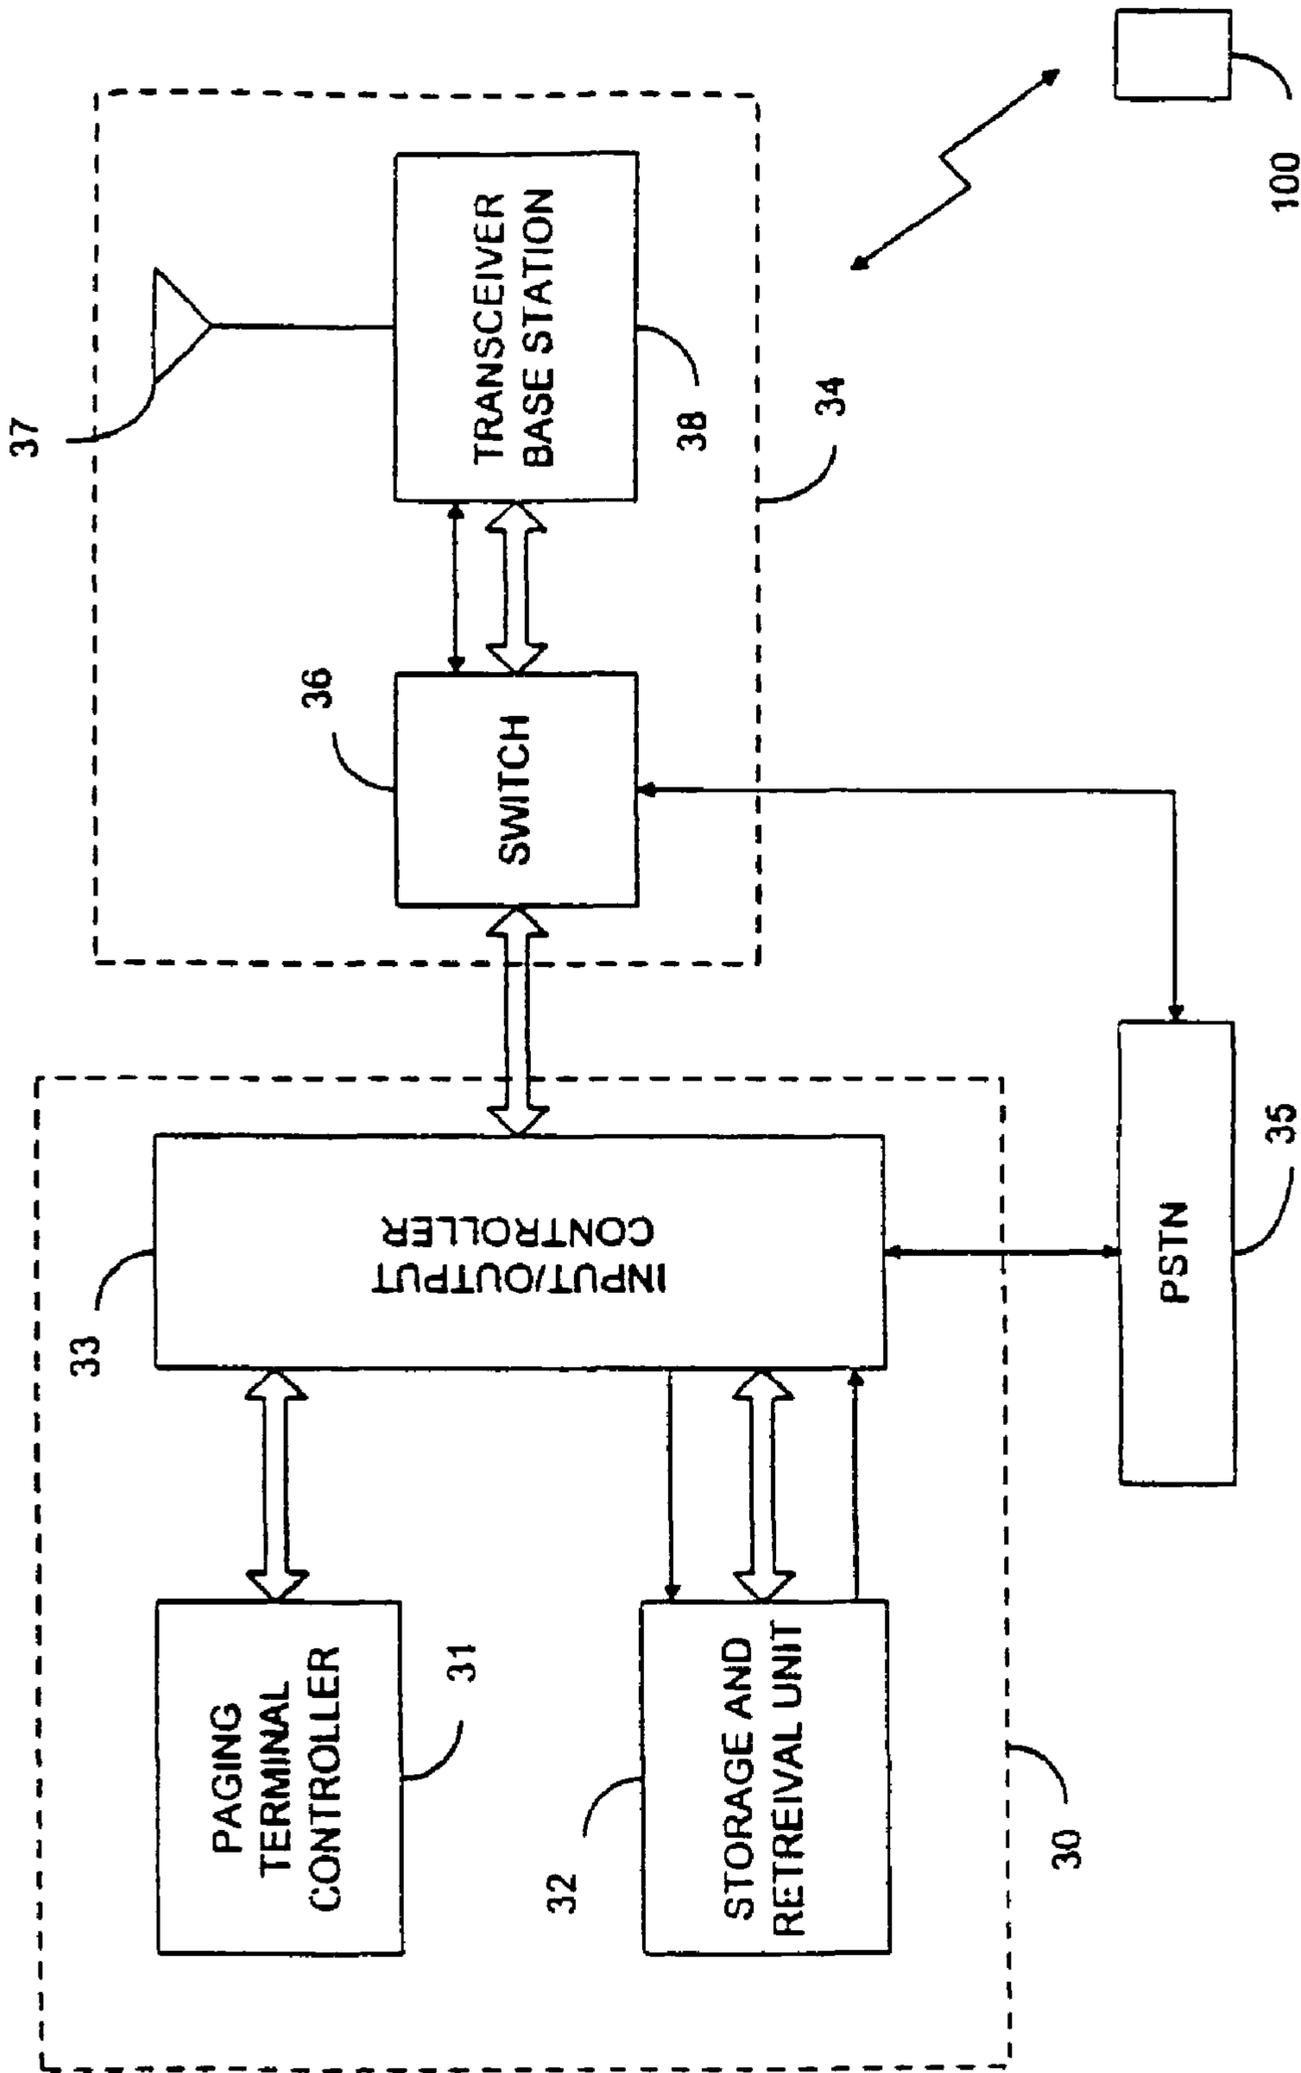 PAGING
TERMINAL
CONTROLLER
31
STORAGE AND
RETREIVAL UNIT
32
30
INPUT/OUTPUT
CONTROLLER
33
PSTN
35
SWITCH
36
TRANSCEIVER
BASE STATION
38
37
34
100